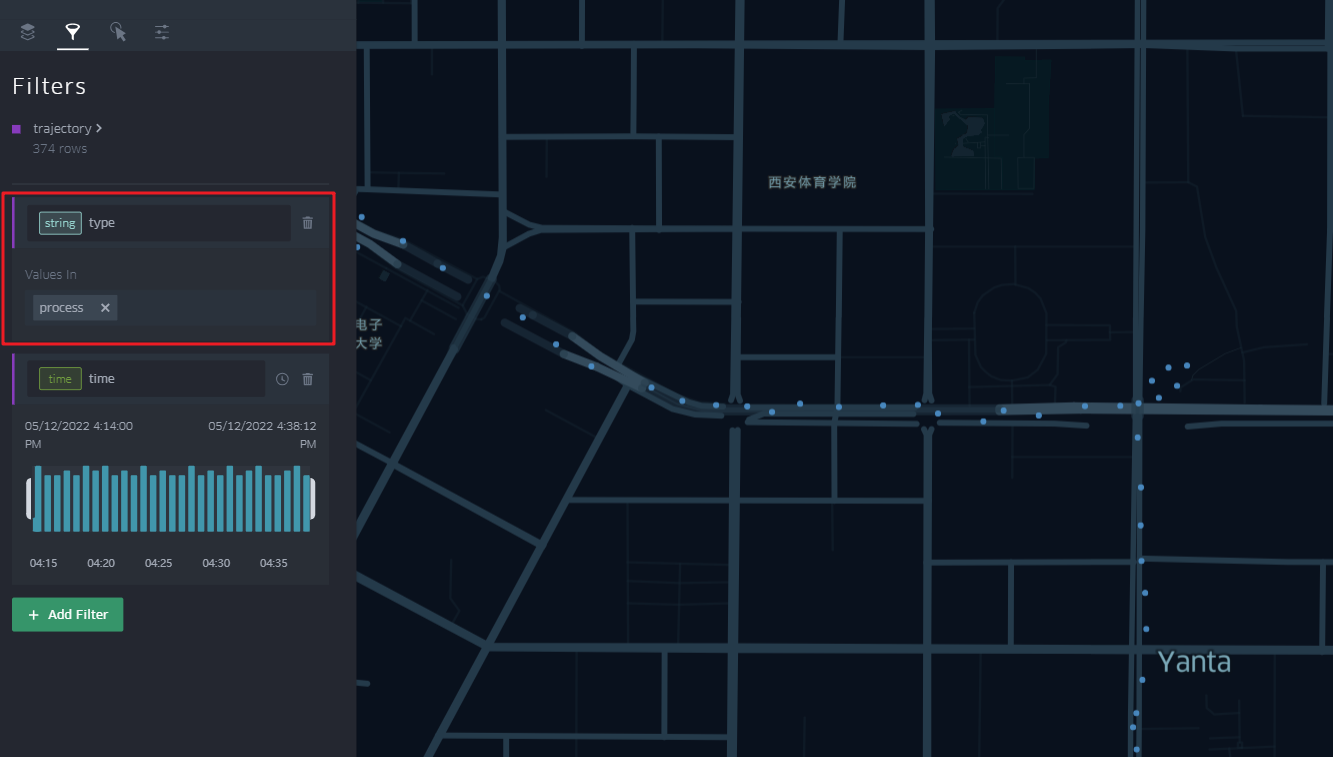 Filters
trajectory
374 rows
string type
Values In
process
time time
05/12/2022 4:14:00 PM
05/12/2022 4:38:12 PM
04:15 04:20 04:25 04:30 04:35
+ Add Filter
西安体育学院
电子
大学
Yanta